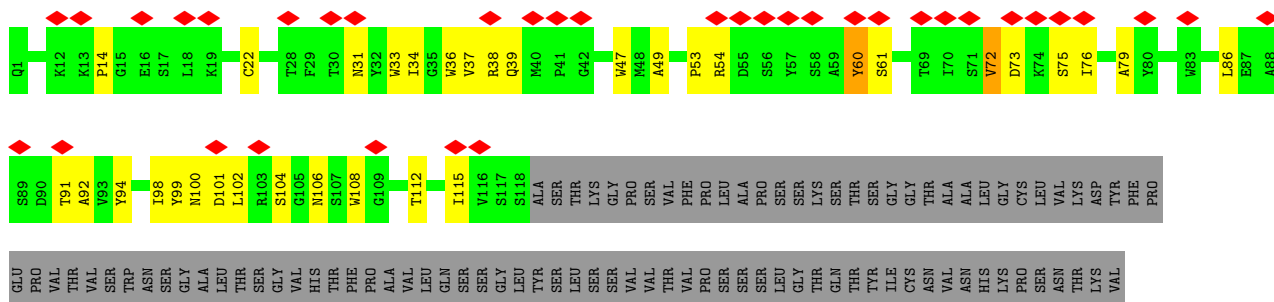 Q1 K12 K13 P14 G15 E16 S17 L18 K19 C22 T28 F29 T30 N31 Y32 W33 I34 G35 W36 V37 R38 Q39 M40 P41 G42 W47 M48 A49 P53 R54 D55 S56 Y57 S58 A59 Y60 S61 T69 I70 S71 V72 D73 K74 S75 I76 A79 Y80 W83 L86 E87 A88
S89 D90 T91 A92 V93 Y94 I98 Y99 N100 D101 L102 R103 S104 G105 N106 S107 W108 G109 T112 I115 V116 S117 S118 ALA SER THR LYS GLY PRO SER VAL PHE PRO LEU ALA PRO SER SER LYS SER THR SER GLY GLY THR ALA ALA LEU GLY CYS LEU VAL LYS ASP TYR PHE PRO
GLU PRO VAL THR VAL SER TRP ASN SER GLY ALA LEU THR SER GLY VAL HIS THR PHE PRO ALA VAL LEU GLN SER SER GLY LEU TYR SER LEU SER SER VAL VAL THR VAL PRO SER SER SER LEU GLY THR GLN THR TYR ILE CYS ASN VAL ASN HIS LYS PRO SER ASN THR LYS VAL